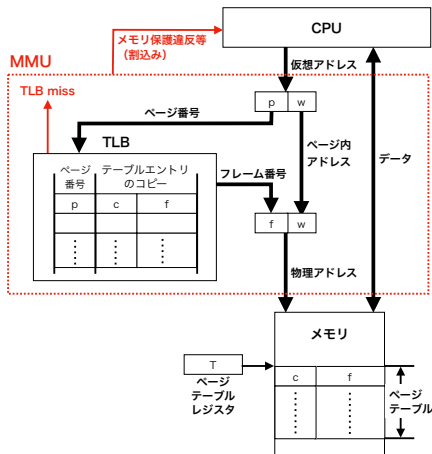 CPU
メモリ保護違反等
（割込み）
MMU
仮想アドレス
TLB miss
p w
ページ番号
TLB
ページ内
アドレス
データ
ページ
番号
テーブルエントリ
のコピー
フレーム番号
p c f
f w
物理アドレス
メモリ
T
ページ
テーブル
レジスタ
c f
ページ
テーブル